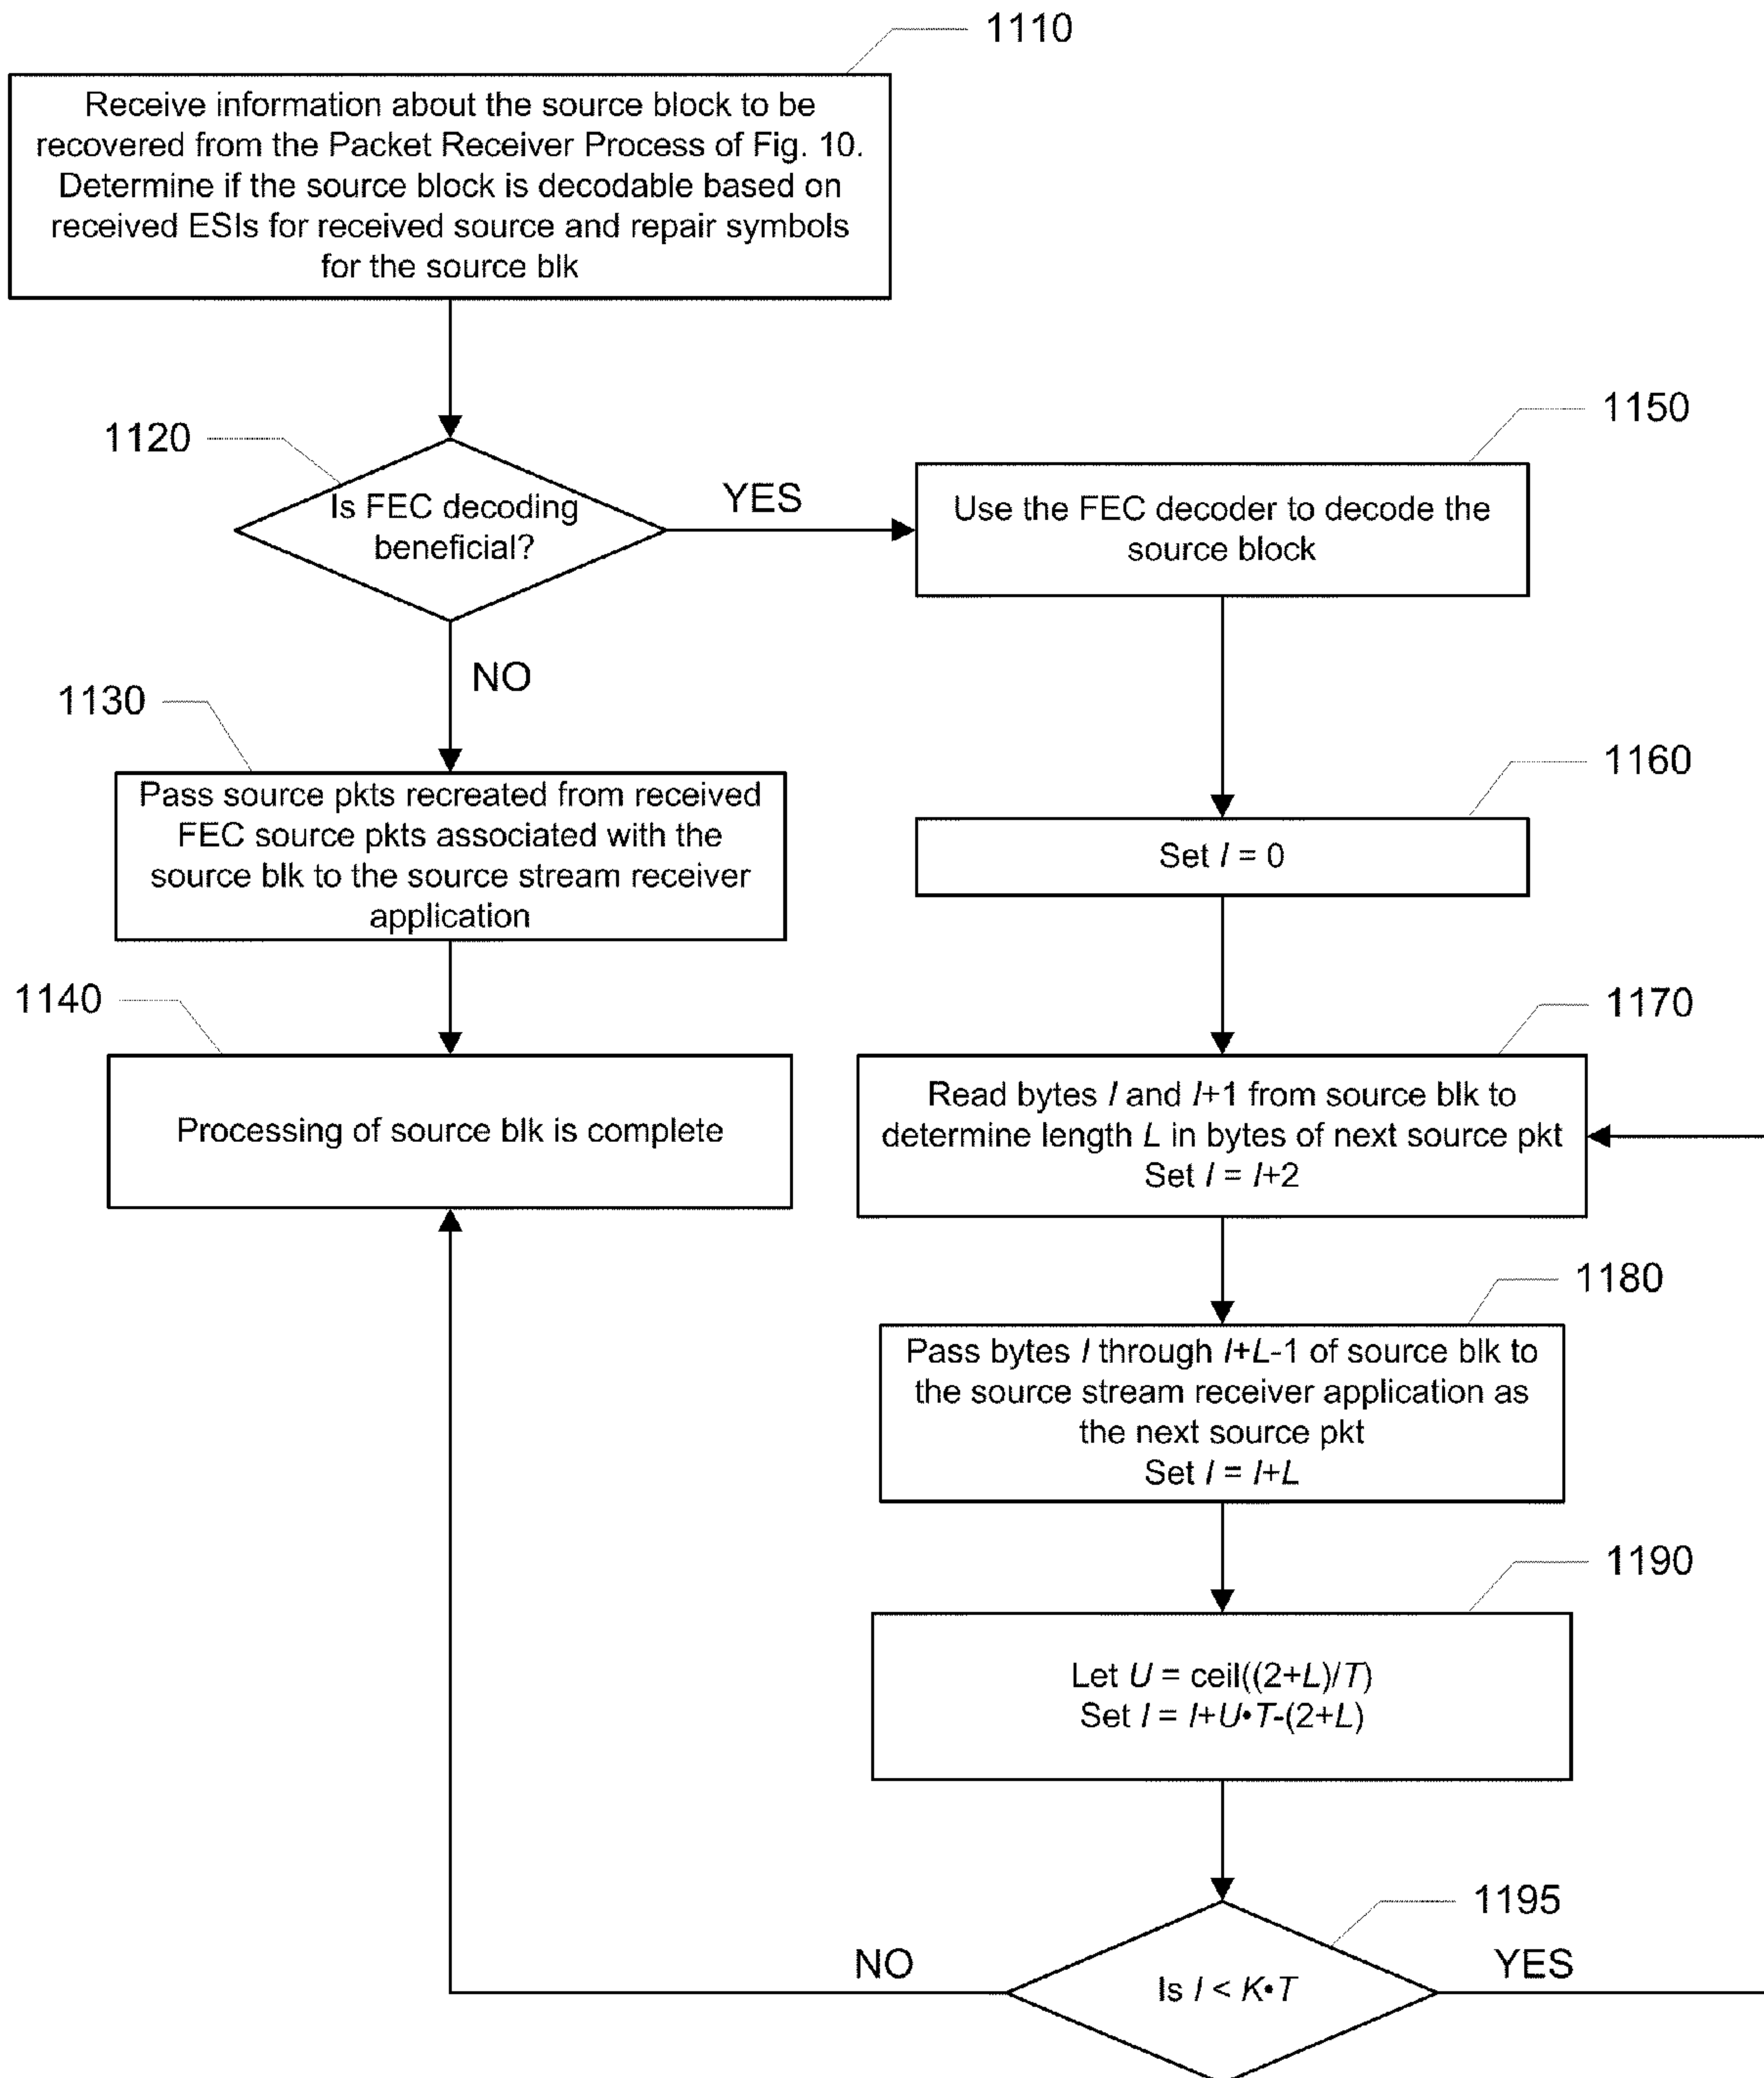 1110
Receive information about the source block to be
recovered from the Packet Receiver Process of Fig. 10.
Determine if the source block is decodable based on
received ESIs for received source and repair symbols
for the source blk
1120
Is FEC decoding
beneficial?
YES
1150
Use the FEC decoder to decode the
source block
NO
1130
Pass source pkts recreated from received
FEC source pkts associated with the
source blk to the source stream receiver
application
1160
Set I = 0
1140
Processing of source blk is complete
1170
Read bytes I and I+1 from source blk to
determine length L in bytes of next source pkt
Set I = I+2
1180
Pass bytes I through I+L-1 of source blk to
the source stream receiver application as
the next source pkt
Set I = I+L
1190
Let U = ceil((2+L)/T)
Set I = I+U•T-(2+L)
1195
Is I < K•T
NO
YES